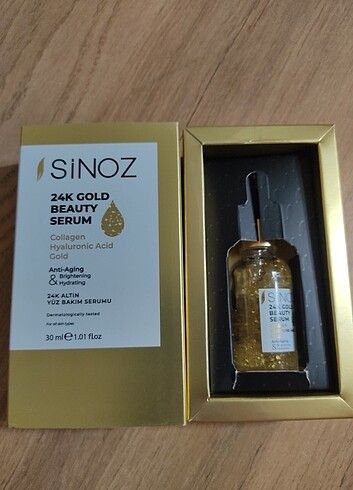 SiNOZ
24K GOLD
BEAUTY
SERUM
Collagen
Hyaluronic Acid
Gold
Anti-Aging
& Brightening
Hydrating
24K ALTIN
YÜZ BAKIM SERUMU
Dermatologically tested
For all skin types
30 ml ℮ 1.01 fl.oz
SiNOZ
24K GOLD
BEAUTY
SERUM